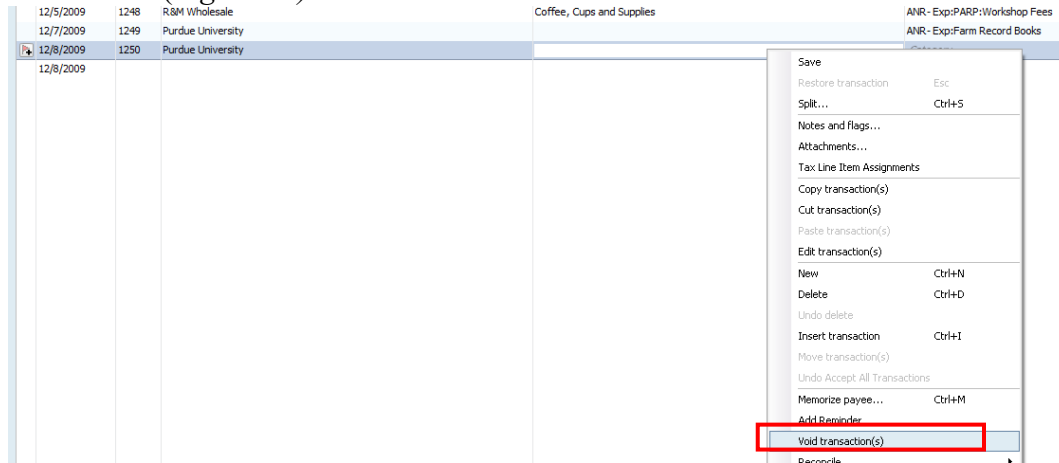 12/5/2009 1248 R&M Wholesale Coffee, Cups and Supplies ANR- Exp:PARP:Workshop Fees
12/7/2009 1249 Purdue University ANR- Exp:Farm Record Books
12/8/2009 1250 Purdue University Category
12/8/2009
Save
Restore transaction Esc
Split... Ctrl+S
Notes and flags...
Attachments...
Tax Line Item Assignments
Copy transaction(s)
Cut transaction(s)
Paste transaction(s)
Edit transaction(s)
New Ctrl+N
Delete Ctrl+D
Undo delete
Insert transaction Ctrl+I
Move transaction(s)
Undo Accept All Transactions
Memorize payee... Ctrl+M
Add Reminder
Void transaction(s)
Reconcile